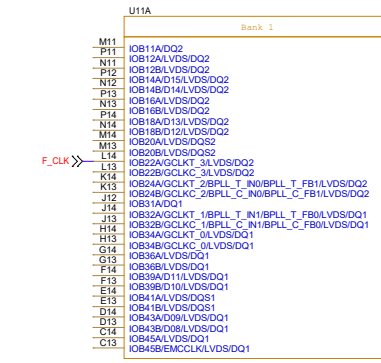 U11A
Bank 1
M11 IOB11A/DQ2
P11 IOB12A/LVDS/DQ2
N11 IOB12B/LVDS/DQ2
P12 IOB14A/D15/LVDS/DQ2
N12 IOB14B/D14/LVDS/DQ2
P13 IOB16A/LVDS/DQ2
N13 IOB16B/LVDS/DQ2
P14 IOB18A/D13/LVDS/DQ2
N14 IOB18B/D12/LVDS/DQ2
M14 IOB20A/LVDS/DQS2
M13 IOB20B/LVDS/DQS2
F_CLK L14 IOB22A/GCLKT_3/LVDS/DQ2
L13 IOB22B/GCLKC_3/LVDS/DQ2
K14 IOB24A/GCLKT_2/BPLL_T_IN0/BPLL_T_FB1/LVDS/DQ2
K13 IOB24B/GCLKC_2/BPLL_C_IN0/BPLL_C_FB1/LVDS/DQ2
J12 IOB31A/DQ1
J14 IOB32A/GCLKT_1/BPLL_T_IN1/BPLL_T_FB0/LVDS/DQ1
J13 IOB32B/GCLKC_1/BPLL_C_IN1/BPLL_C_FB0/LVDS/DQ1
H14 IOB34A/GCLKT_0/LVDS/DQ1
H13 IOB34B/GCLKC_0/LVDS/DQ1
G14 IOB36A/LVDS/DQ1
G13 IOB36B/LVDS/DQ1
F14 IOB39A/D11/LVDS/DQ1
F13 IOB39B/D10/LVDS/DQ1
E14 IOB41A/LVDS/DQS1
E13 IOB41B/LVDS/DQS1
D14 IOB43A/D09/LVDS/DQ1
D13 IOB43B/D08/LVDS/DQ1
C14 IOB45A/LVDS/DQ1
C13 IOB45B/EMCCLK/LVDS/DQ1